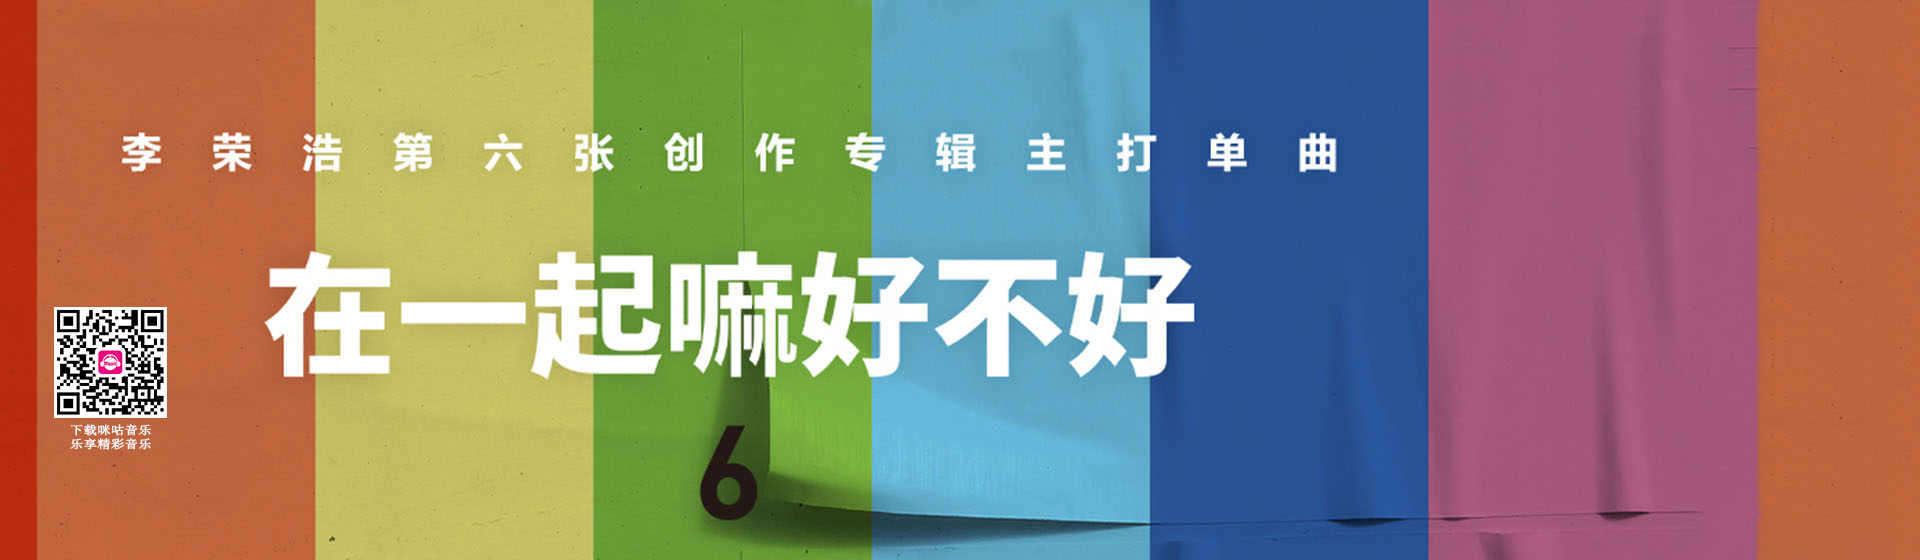 李荣浩第六张创作专辑主打单曲
在一起嘛好不好
6
下载咪咕音乐
乐享精彩音乐